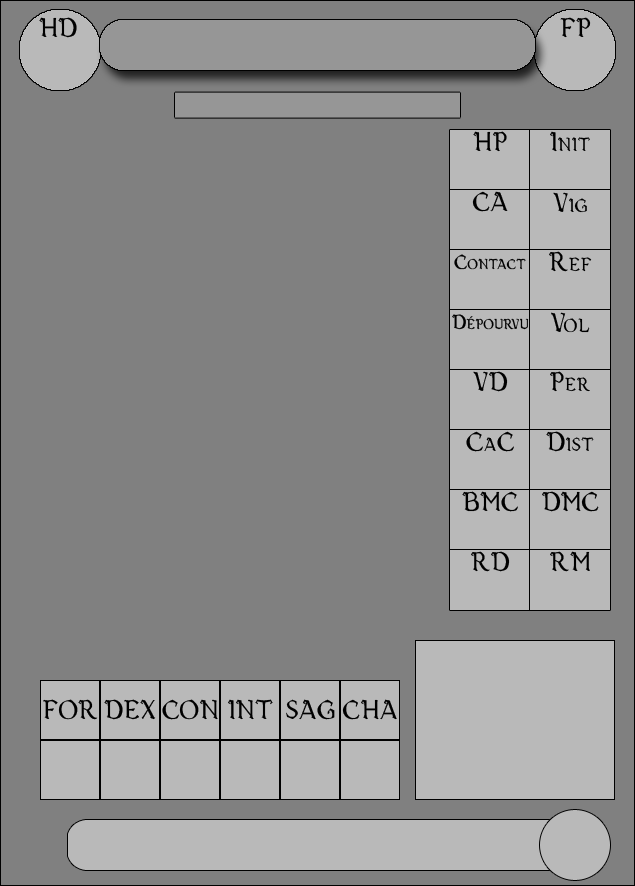 HD FP
HP Init
CA Vig
Contact Ref
Dépourvu Vol
VD Per
CaC Dist
BMC DMC
RD RM
FOR DEX CON INT SAG CHA